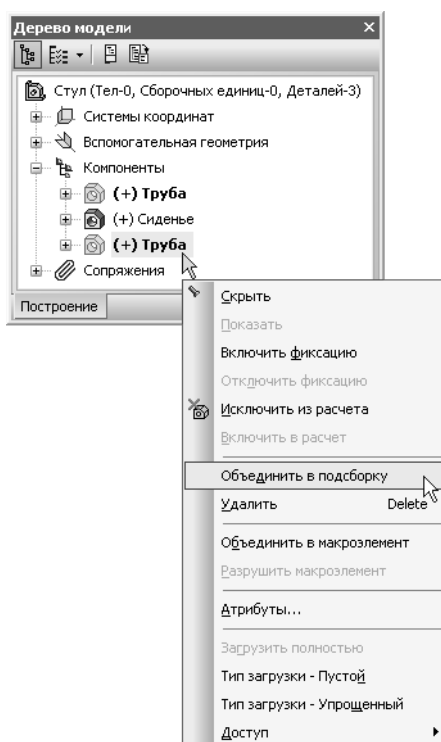 Дерево модели
Стул (Тел-0, Сборочных единиц-0, Деталей-3)
Системы координат
Вспомогательная геометрия
Компоненты
(+) Труба
(+) Сиденье
(+) Труба
Сопряжения
Построение
Скрыть
Показать
Включить фиксацию
Отключить фиксацию
Исключить из расчета
Включить в расчет
Объединить в подсборку
Удалить Delete
Объединить в макроэлемент
Разрушить макроэлемент
Атрибуты...
Загрузить полностью
Тип загрузки - Пустой
Тип загрузки - Упрощенный
Доступ